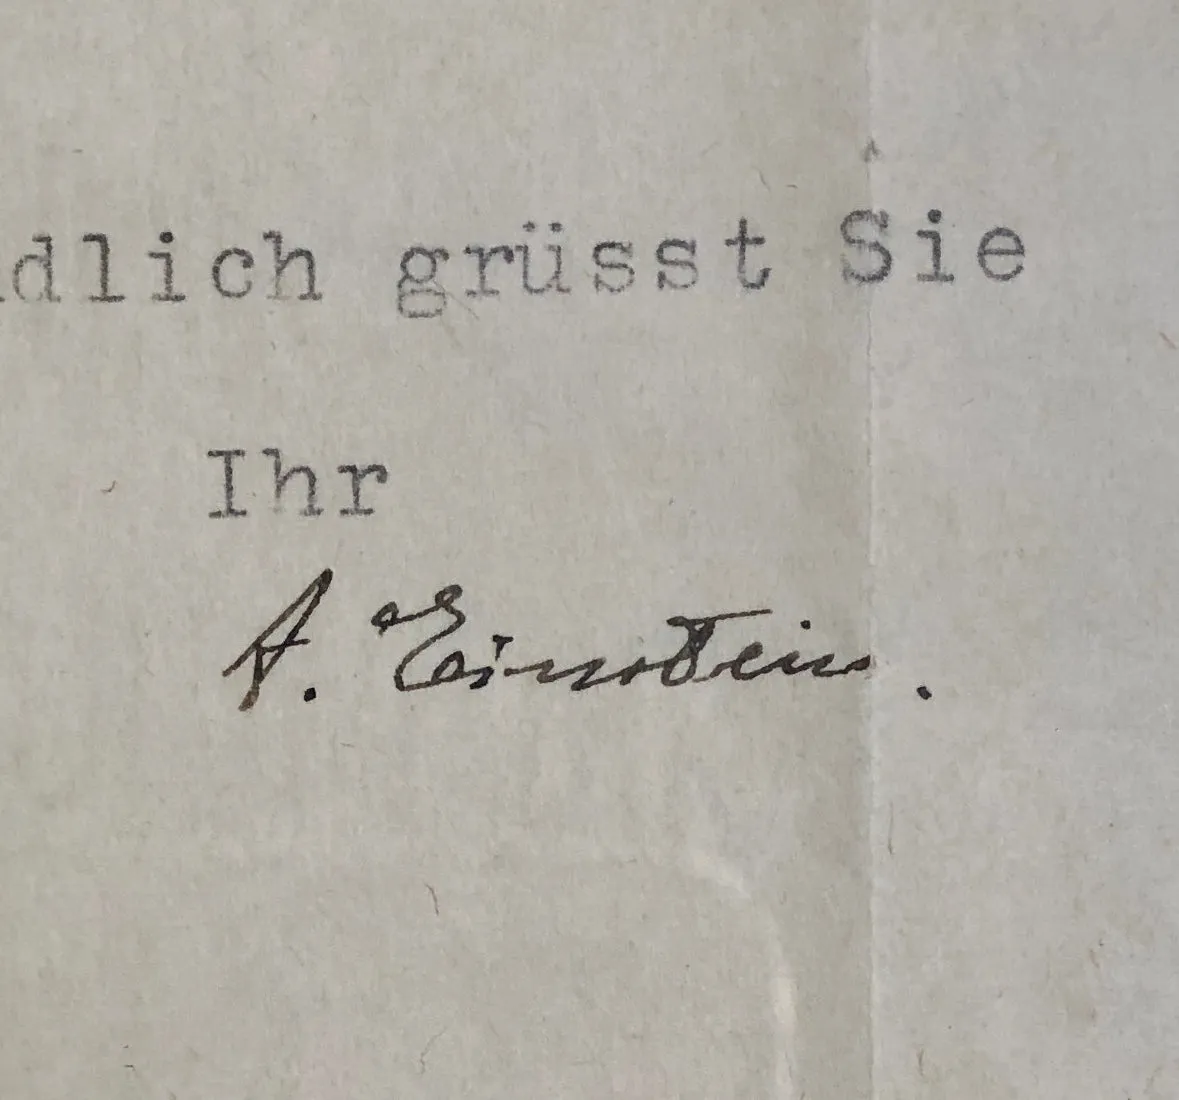 dlich grüsst Sie
Ihr
A. Einstein.